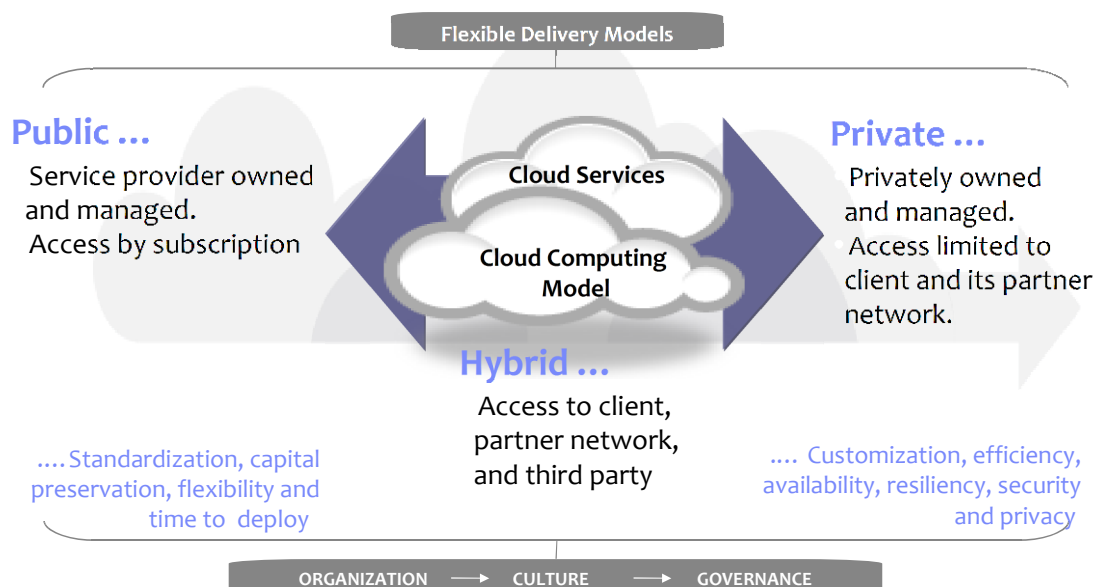 Flexible Delivery Models
Public ...
Service provider owned
and managed.
Access by subscription
Cloud Services
Cloud Computing
Model
Private ...
Privately owned
and managed.
Access limited to
client and its partner
network.
Hybrid ...
Access to client,
partner network,
and third party
.... Standardization, capital
preservation, flexibility and
time to deploy
.... Customization, efficiency,
availability, resiliency, security
and privacy
ORGANIZATION → CULTURE → GOVERNANCE